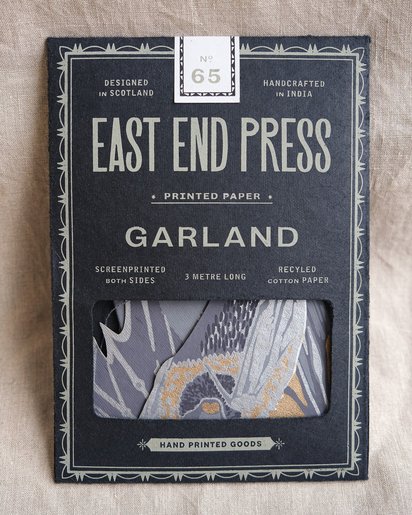 Nº
65
DESIGNED
IN SCOTLAND
HANDCRAFTED
IN INDIA
EAST END PRESS
PRINTED PAPER
GARLAND
SCREENPRINTED
BOTH SIDES
3 METRE LONG
RECYLED
COTTON PAPER
HAND PRINTED GOODS